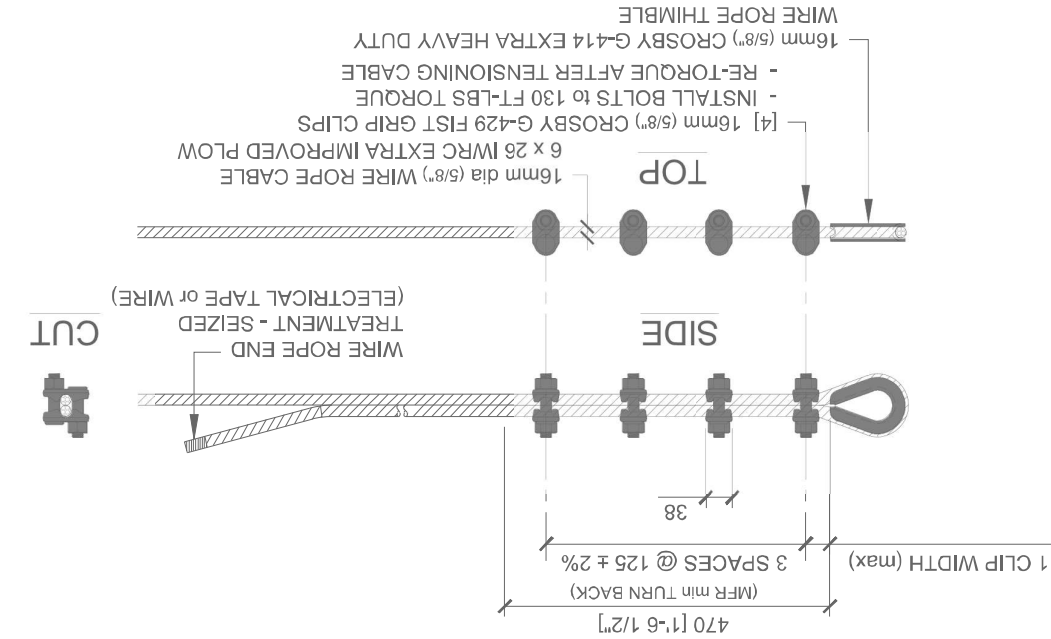 470 [1'-6 1/2"]
(MFR min TURN BACK)
1 CLIP WIDTH (max)
3 SPACES @ 125 ± 2%
38
WIRE ROPE END
TREATMENT - SEIZED
(ELECTRICAL TAPE or WIRE)
SIDE
CUT
TOP
16mm dia (5/8") WIRE ROPE CABLE
6 x 26 IWRC EXTRA IMPROVED PLOW
[4] 16mm (5/8") CROSBY G-429 FIST GRIP CLIPS
- INSTALL BOLTS to 130 FT-LBS TORQUE
- RE-TORQUE AFTER TENSIONING CABLE
16mm (5/8") CROSBY G-414 EXTRA HEAVY DUTY
WIRE ROPE THIMBLE